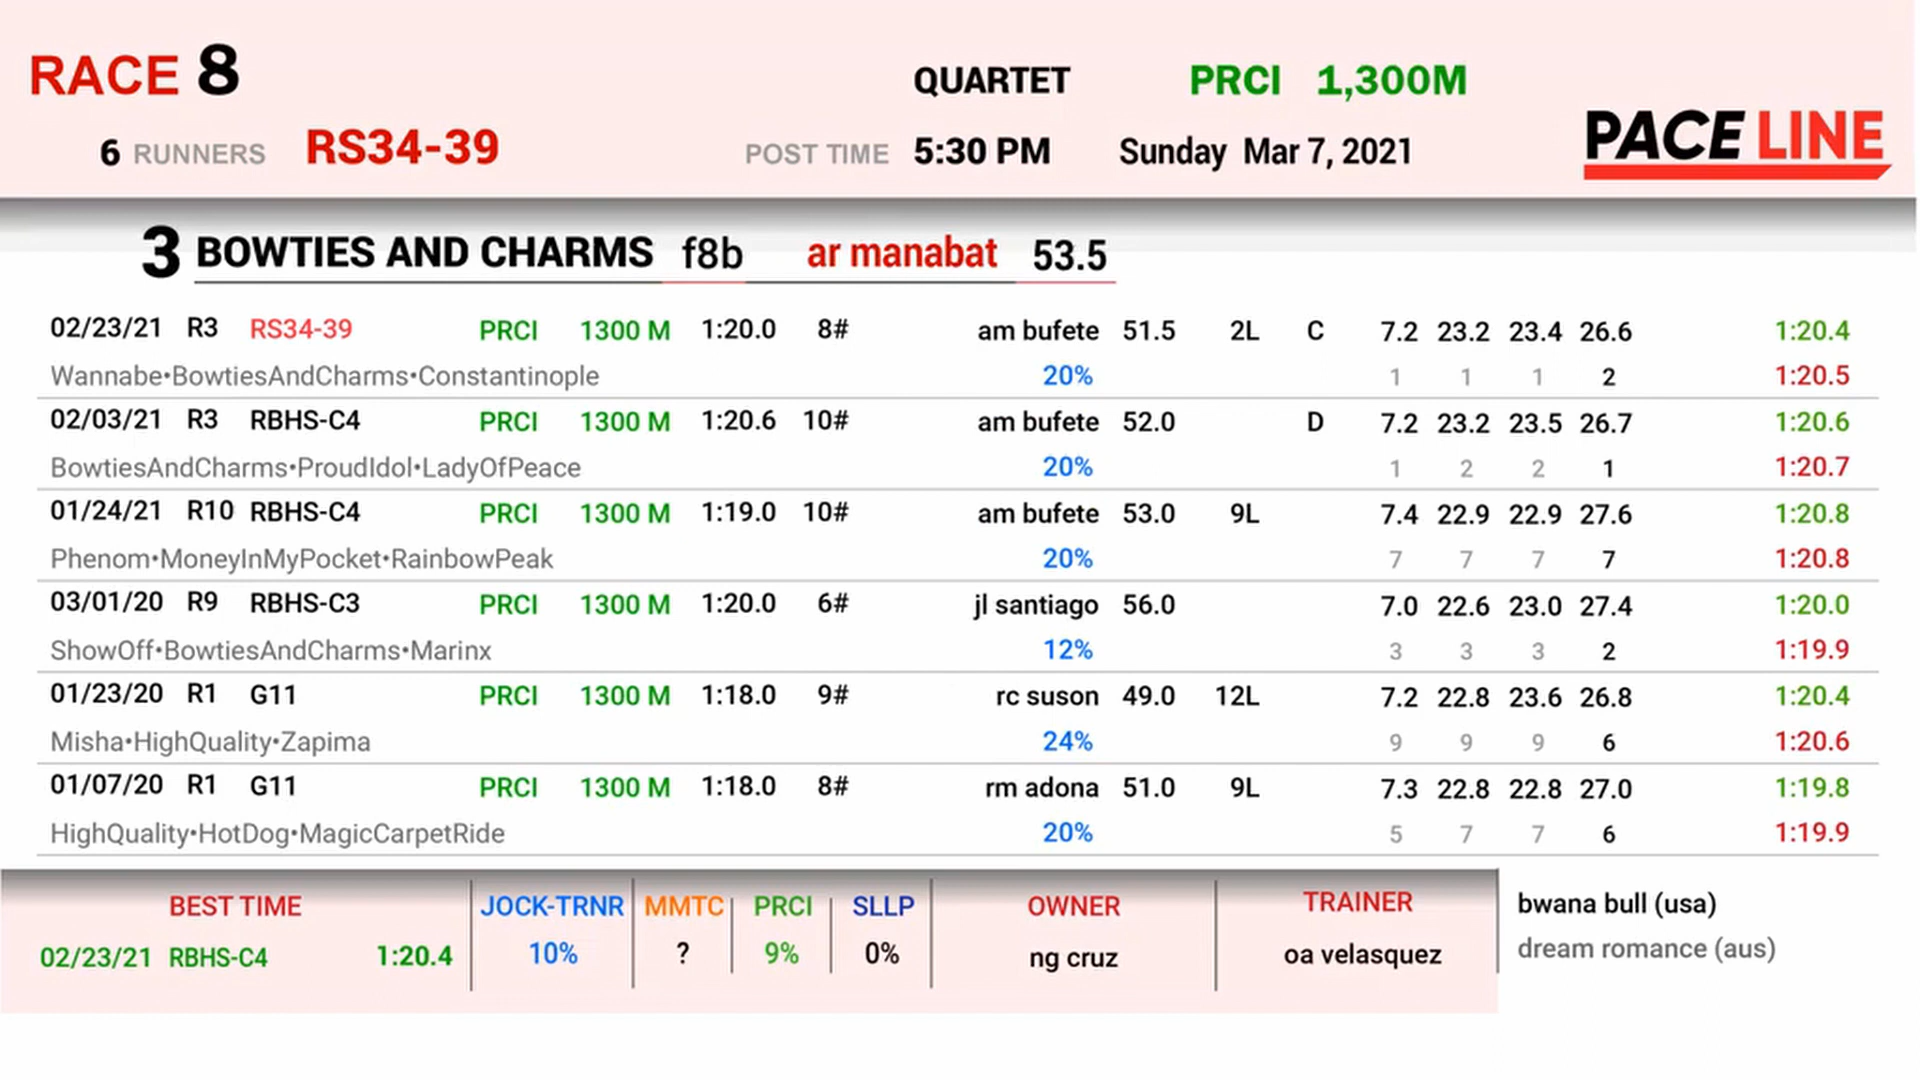 RACE 8 QUARTET PRCI 1,300M
6 RUNNERS RS34-39 POST TIME 5:30 PM Sunday Mar 7, 2021 PACE LINE
3 BOWTIES AND CHARMS f8b ar manabat 53.5
02/23/21 R3 RS34-39 PRCI 1300 M 1:20.0 8# am bufete 51.5 2L C 7.2 23.2 23.4 26.6 1:20.4
Wannabe•BowtiesAndCharms•Constantinople 20% 1 1 1 2 1:20.5
02/03/21 R3 RBHS-C4 PRCI 1300 M 1:20.6 10# am bufete 52.0 D 7.2 23.2 23.5 26.7 1:20.6
BowtiesAndCharms•ProudIdol•LadyOfPeace 20% 1 2 2 1 1:20.7
01/24/21 R10 RBHS-C4 PRCI 1300 M 1:19.0 10# am bufete 53.0 9L 7.4 22.9 22.9 27.6 1:20.8
Phenom•MoneyInMyPocket•RainbowPeak 20% 7 7 7 7 1:20.8
03/01/20 R9 RBHS-C3 PRCI 1300 M 1:20.0 6# jl santiago 56.0 7.0 22.6 23.0 27.4 1:20.0
ShowOff•BowtiesAndCharms•Marinx 12% 3 3 3 2 1:19.9
01/23/20 R1 G11 PRCI 1300 M 1:18.0 9# rc suson 49.0 12L 7.2 22.8 23.6 26.8 1:20.4
Misha•HighQuality•Zapima 24% 9 9 9 6 1:20.6
01/07/20 R1 G11 PRCI 1300 M 1:18.0 8# rm adona 51.0 9L 7.3 22.8 22.8 27.0 1:19.8
HighQuality•HotDog•MagicCarpetRide 20% 5 7 7 6 1:19.9
BEST TIME JOCK-TRNR MMTC PRCI SLLP OWNER TRAINER bwana bull (usa)
02/23/21 RBHS-C4 1:20.4 10% ? 9% 0% ng cruz oa velasquez dream romance (aus)